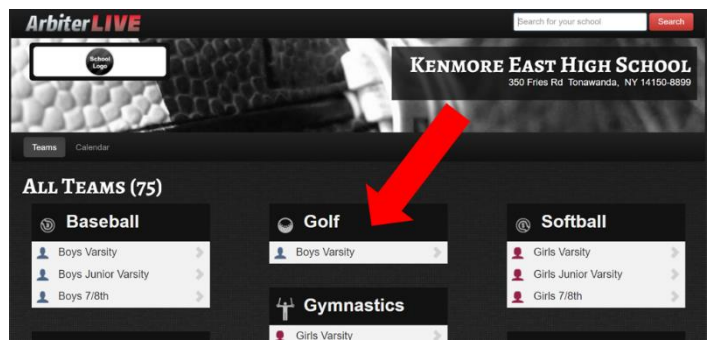 ArbiterLIVE
Search for your school
Search
School
Logo
KENMORE EAST HIGH SCHOOL
350 Fries Rd Tonawanda, NY 14150-8899
Teams
Calendar
ALL TEAMS (75)
Baseball
Boys Varsity
Boys Junior Varsity
Boys 7/8th
Golf
Boys Varsity
Gymnastics
Girls Varsity
Softball
Girls Varsity
Girls Junior Varsity
Girls 7/8th